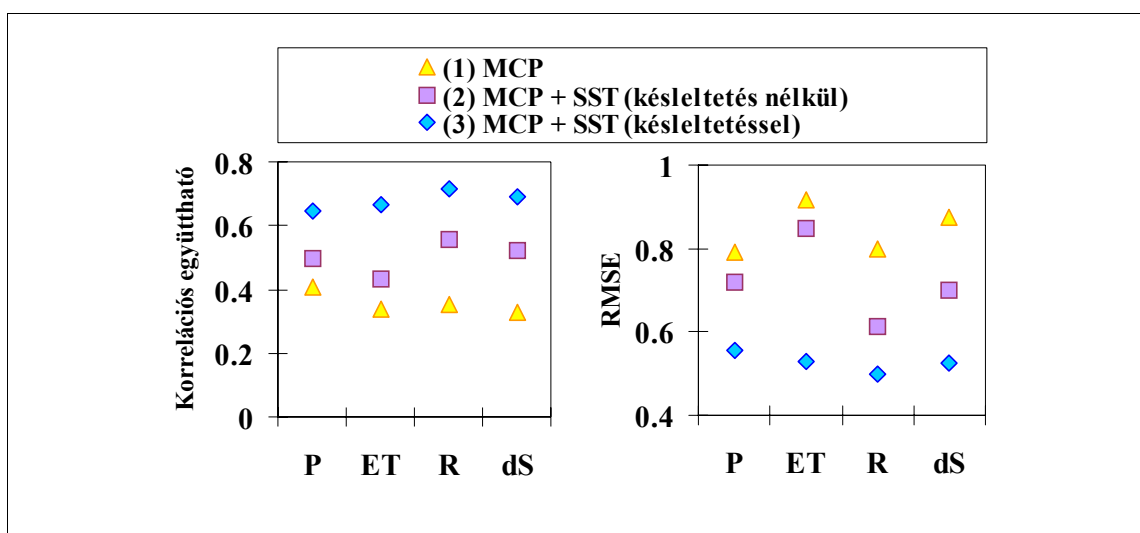 (1) MCP
(2) MCP + SST (késleltetés nélkül)
(3) MCP + SST (késleltetéssel)
Korrelációs együttható
0.8
0.6
0.4
0.2
0
P ET R dS
RMSE
1
0.8
0.6
0.4
P ET R dS